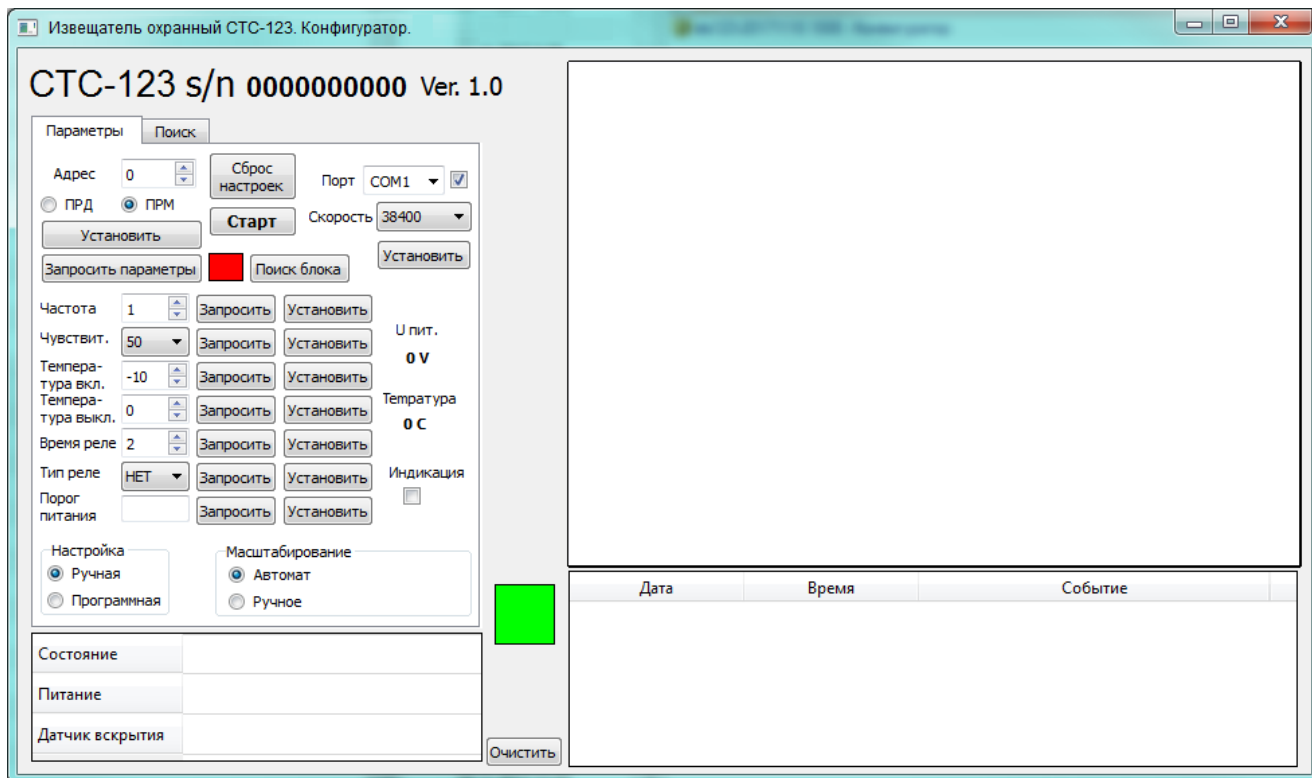 Извещатель охранный СТС-123. Конфигуратор.
СТС-123 s/n 0000000000 Ver. 1.0
Параметры Поиск
Адрес 0
Сброс
настроек
Порт COM1
ПРД ПРМ
Старт
Скорость 38400
Установить
Установить
Запросить параметры
Поиск блока
Частота 1 Запросить Установить
U пит.
0 V
Чувствит. 50 Запросить Установить
Темпера-
тура вкл. -10 Запросить Установить
Темпера-
тура выкл. 0 Запросить Установить
Temпратура
0 C
Время реле 2 Запросить Установить
Тип реле НЕТ Запросить Установить
Индикация
Порог
питания Запросить Установить
Настройка
Ручная
Программная
Масштабирование
Автомат
Ручное
Состояние
Питание
Датчик вскрытия
Очистить
Дата Время Событие